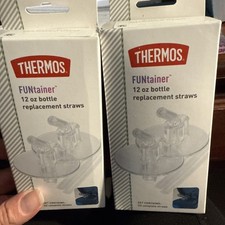 THERMOS
FUNtainer
12 oz bottle
replacement straws
THERMOS
FUNtainer
12 oz bottle
replacement straws